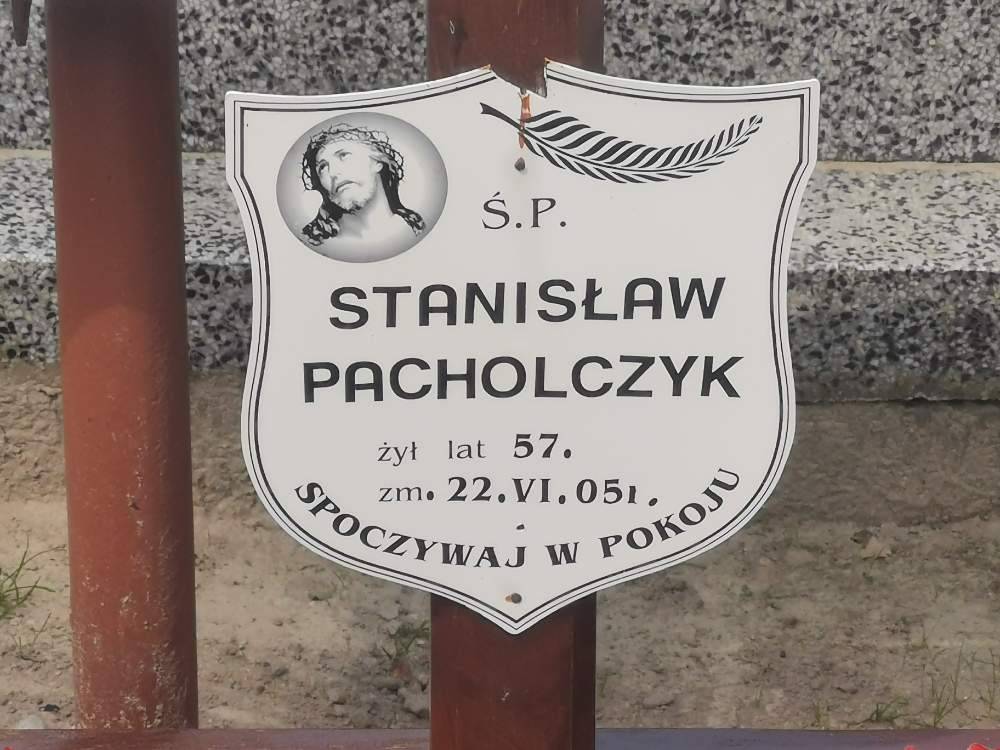 Ś.P.
STANISŁAW
PACHOLCZYK
żył lat 57.
zm. 22.VI.05r.
SPOCZYWAJ W POKOJU